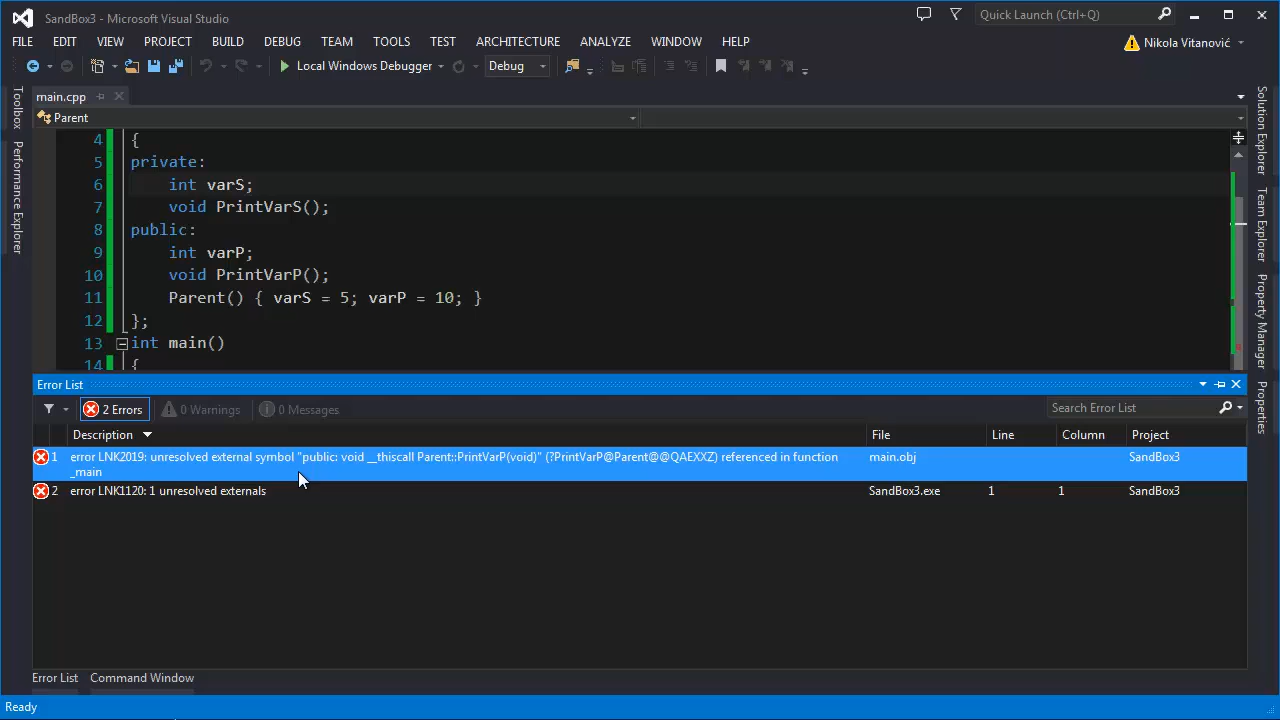 SandBox3 - Microsoft Visual Studio
Quick Launch (Ctrl+Q)
FILE EDIT VIEW PROJECT BUILD DEBUG TEAM TOOLS TEST ARCHITECTURE ANALYZE WINDOW HELP
Nikola Vitanović
Local Windows Debugger Debug
main.cpp
Parent
4 {
5 private:
6 int varS;
7 void PrintVarS();
8 public:
9 int varP;
10 void PrintVarP();
11 Parent() { varS = 5; varP = 10; }
12 };
13 int main()
14 {
Toolbox
Performance Explorer
Solution Explorer
Team Explorer
Property Manager
Properties
Error List
2 Errors 0 Warnings 0 Messages
Search Error List
Description File Line Column Project
1 error LNK2019: unresolved external symbol "public: void __thiscall Parent::PrintVarP(void)" (?PrintVarP@Parent@@QAEXXZ) referenced in function main.obj SandBox3
_main
2 error LNK1120: 1 unresolved externals SandBox3.exe 1 1 SandBox3
Error List Command Window
Ready